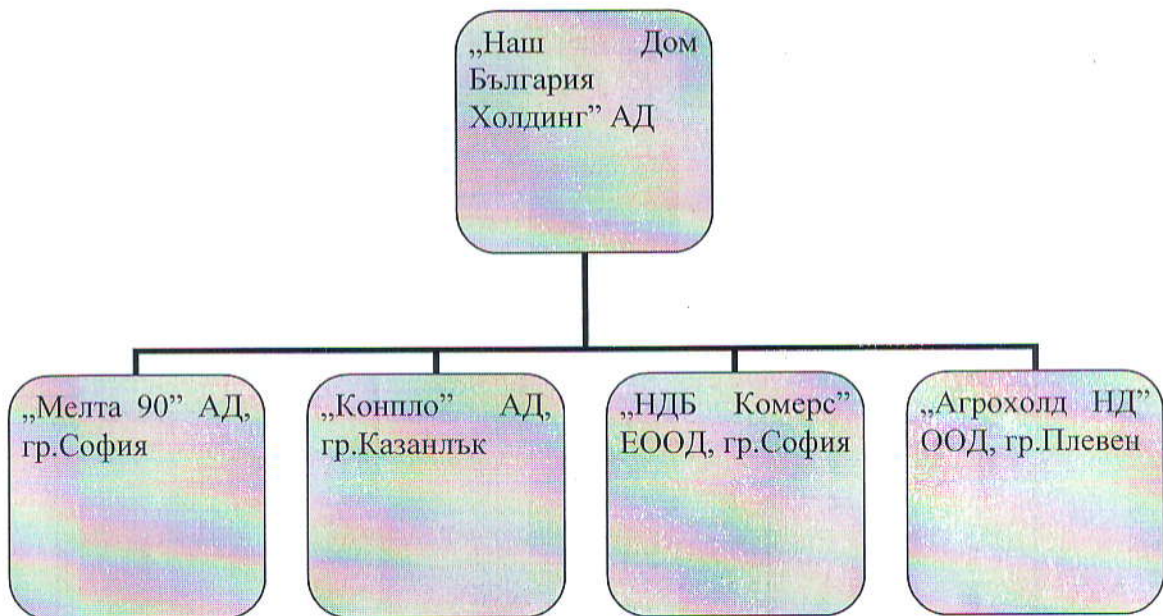 „Наш Дом
България
Холдинг” АД
„Мелта 90” АД,
гр.София
„Конпло” АД,
гр.Казанлък
„НДБ Комерс”
ЕООД, гр.София
„Агрохолд НД”
ООД, гр.Плевен